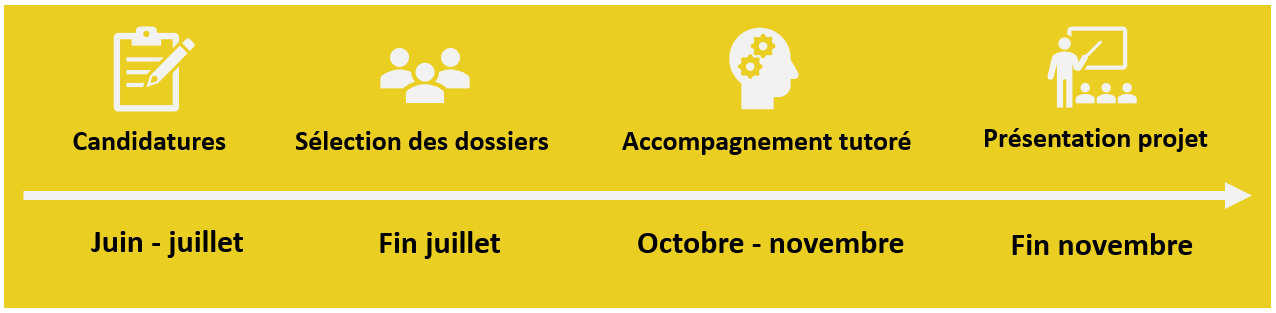 Candidatures
Sélection des dossiers
Accompagnement tutoré
Présentation projet
Juin - juillet
Fin juillet
Octobre - novembre
Fin novembre